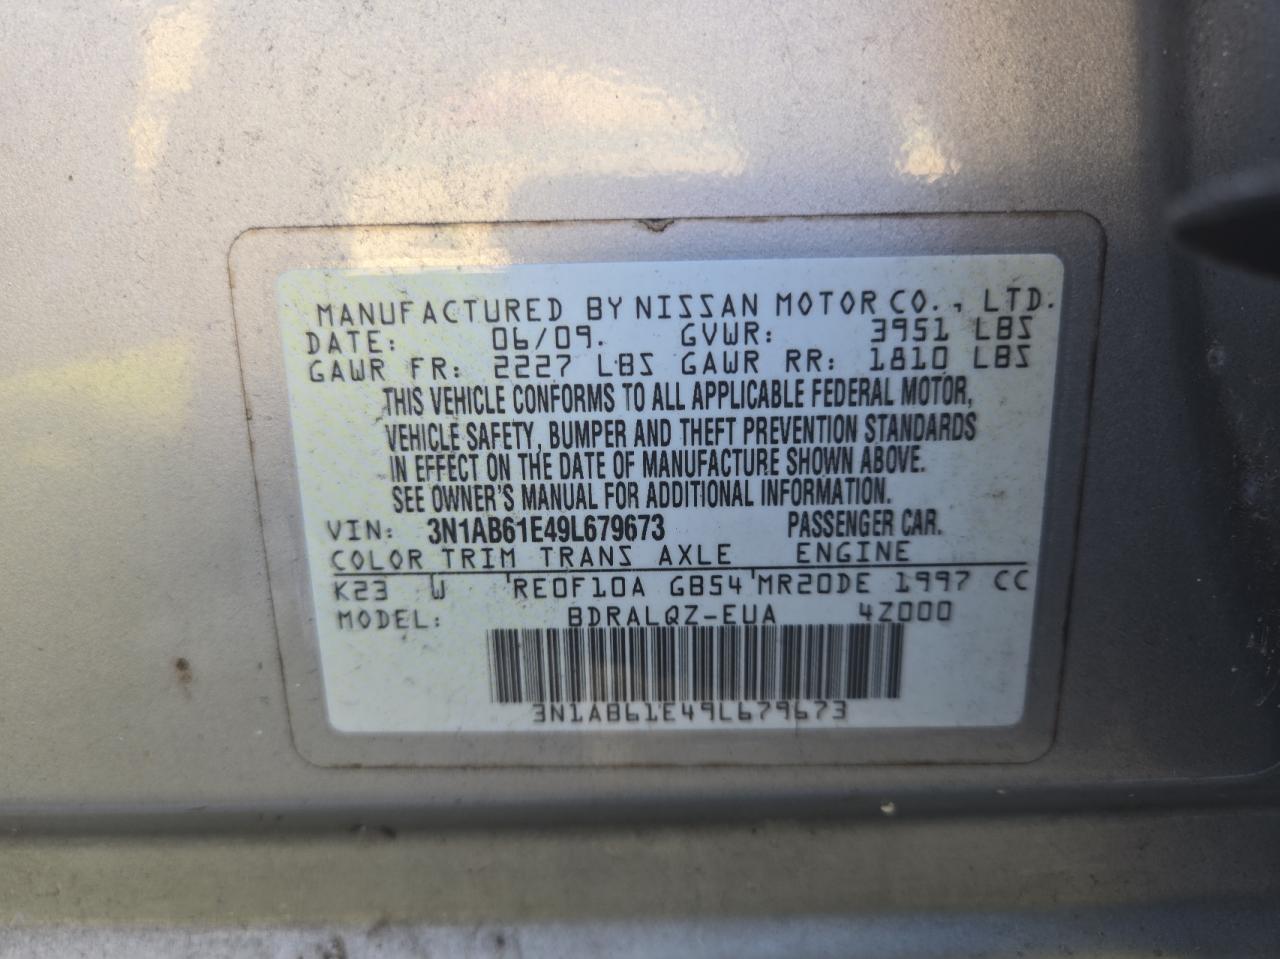 MANUFACTURED BY NISSAN MOTOR CO., LTD.
DATE: 06/09. GVWR: 3951 LBS
GAWR FR: 2227 LBS GAWR RR: 1810 LBS
THIS VEHICLE CONFORMS TO ALL APPLICABLE FEDERAL MOTOR,
VEHICLE SAFETY, BUMPER AND THEFT PREVENTION STANDARDS
IN EFFECT ON THE DATE OF MANUFACTURE SHOWN ABOVE.
SEE OWNER'S MANUAL FOR ADDITIONAL INFORMATION.
VIN: 3N1AB61E49L679673 PASSENGER CAR.
COLOR TRIM TRANS AXLE ENGINE
K23 W 'RE0F10A GB54 'MR20DE 1997 CC
MODEL: BDRALQZ-EUA 4Z000
3N1AB61E49L679673